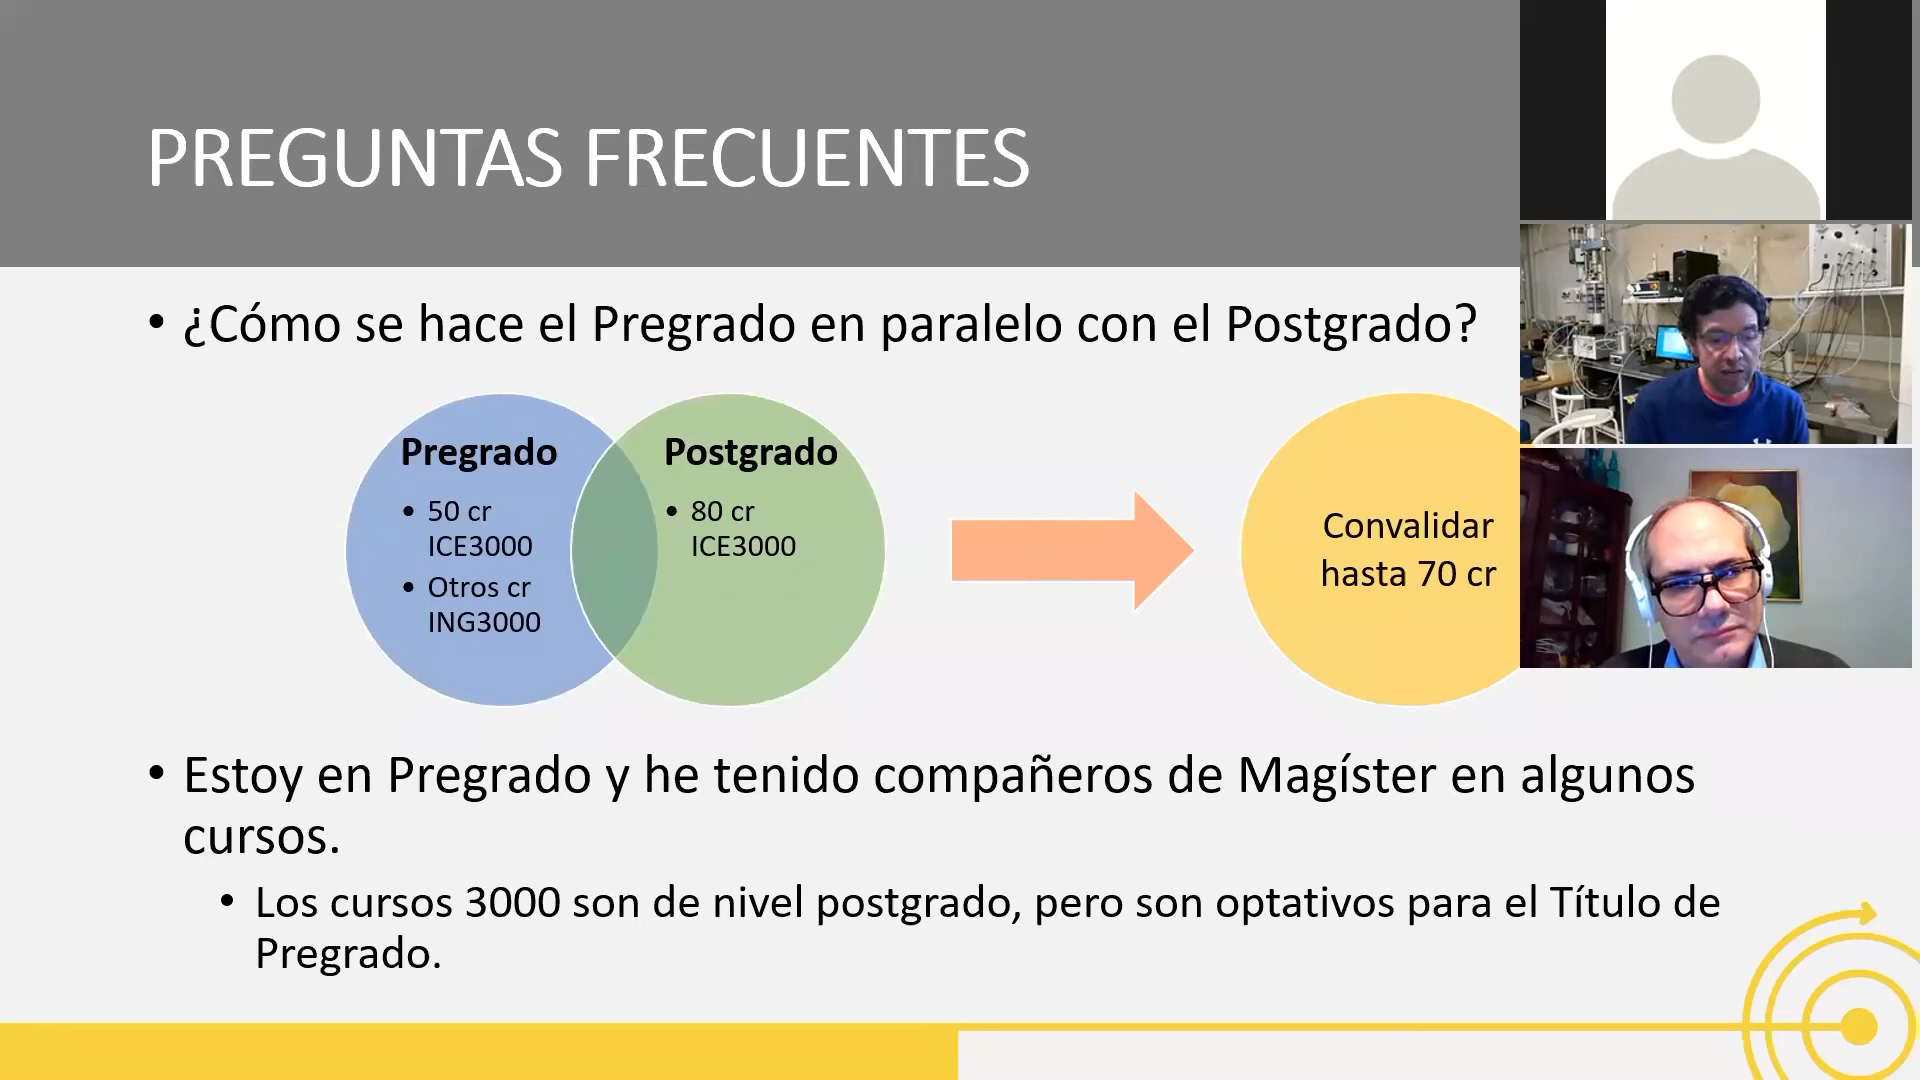 PREGUNTAS FRECUENTES
• ¿Cómo se hace el Pregrado en paralelo con el Postgrado?
Pregrado
• 50 cr
ICE3000
• Otros cr
ING3000
Postgrado
• 80 cr
ICE3000
Convalidar
hasta 70 cr
• Estoy en Pregrado y he tenido compañeros de Magíster en algunos
cursos.
• Los cursos 3000 son de nivel postgrado, pero son optativos para el Título de
Pregrado.